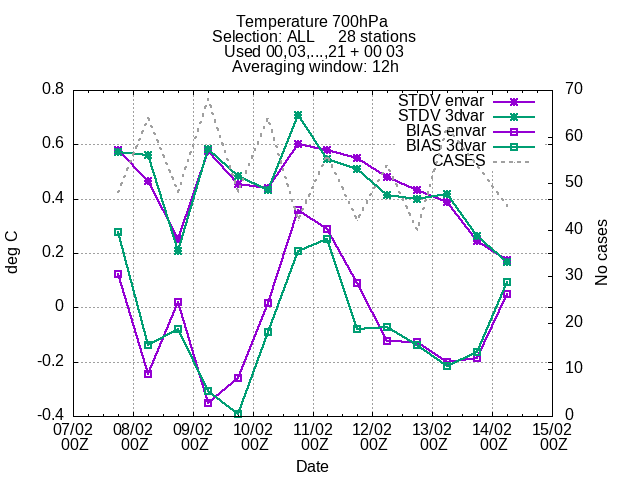 Temperature 700hPa
Selection: ALL 28 stations
Used 00,03,...,21 + 00 03
Averaging window: 12h
0.8
0.6
0.4
0.2
0
-0.2
-0.4
deg C
70
60
50
40
30
20
10
0
No cases
STDV envar
STDV 3dvar
BIAS envar
BIAS 3dvar
CASES
07/02 08/02 09/02 10/02 11/02 12/02 13/02 14/02 15/02
00Z 00Z 00Z 00Z 00Z 00Z 00Z 00Z 00Z
Date